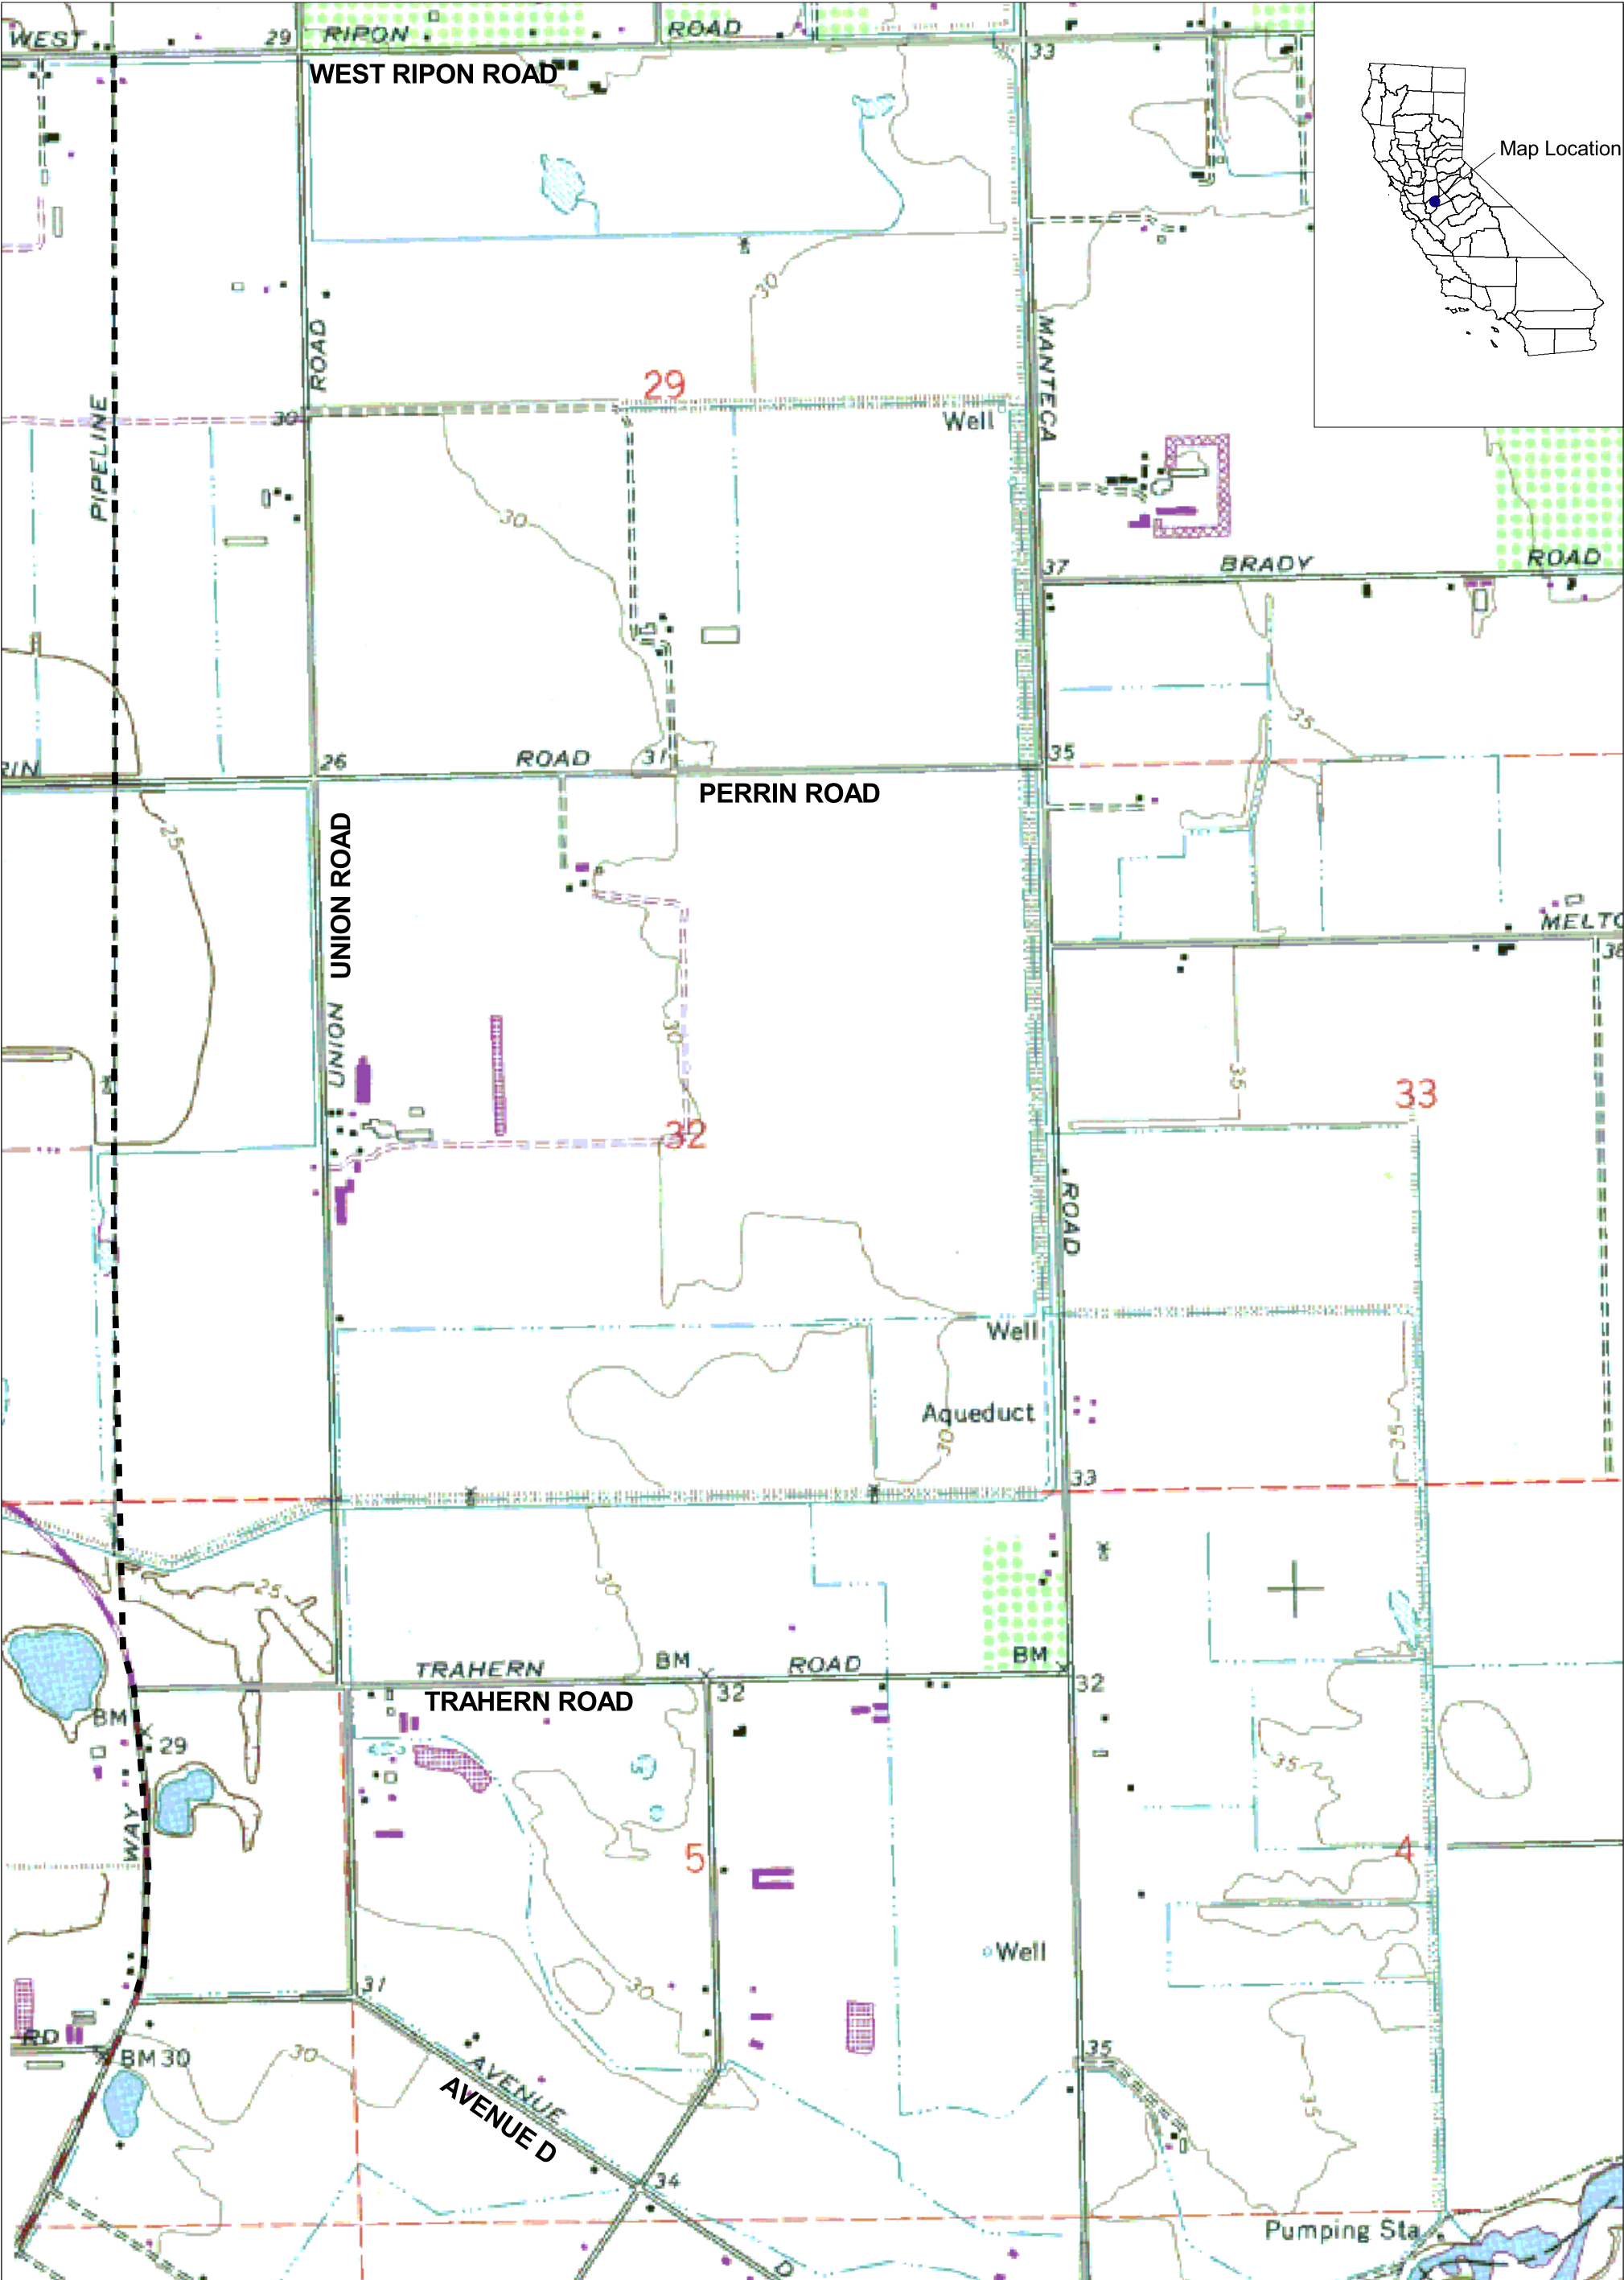 WEST
29
RIPON
ROAD
33
WEST RIPON ROAD
Map Location
30
ROAD
MANTECA
29
PIPELINE
30
Well
30
37
BRADY
ROAD
35
RIN
26
ROAD
31
35
PERRIN ROAD
25
UNION ROAD
MELTO
38
UNION
30
35
33
32
ROAD
Well
Aqueduct
30
35
33
25
30
TRAHERN
BM
ROAD
BM
TRAHERN ROAD
32
32
BM
29
35
WAY
5
4
Well
31
30
RD
BM 30
30
35
AVENUE
AVENUE D
35
34
Pumping Sta
D